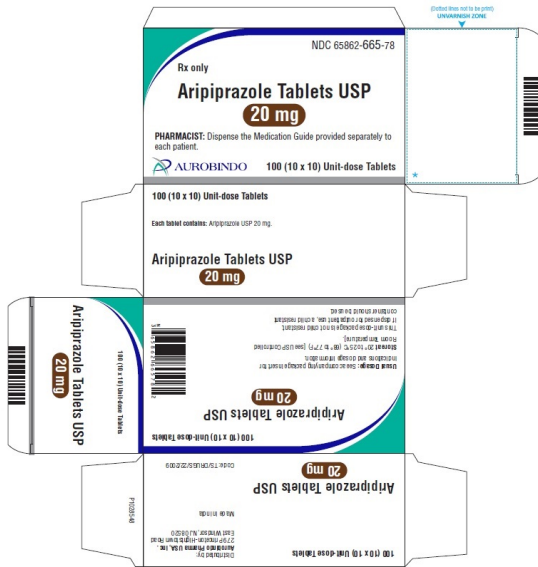 (Dotted lines not to be print)
UNVARNISH ZONE
NDC 65862-665-78
Rx only
Aripiprazole Tablets USP
20 mg
PHARMACIST: Dispense the Medication Guide provided separately to
each patient.
AUROBINDO
100 (10 x 10) Unit-dose Tablets
*
100 (10 x 10) Unit-dose Tablets
Each tablet contains: Aripiprazole USP 20 mg.
Aripiprazole Tablets USP
20 mg
Aripiprazole Tablets USP
20 mg
100 (10 x 10) Unit-dose Tablets
100 (10 x 10) Unit-dose Tablets
Aripiprazole Tablets USP
20 mg
Usual Dosage: See accompanying package insert for
indications and dosage information.
Store at 20° to 25°C (68° to 77°F) [see USP Controlled
Room Temperature].
This unit-dose package is not child resistant.
If dispensed for outpatient use, a child resistant
container should be used.
100 (10 x 10) Unit-dose Tablets
Aripiprazole Tablets USP
20 mg
Distributed by:
Aurobindo Pharma USA, Inc.
279 Princeton-Hightstown Road
East Windsor, NJ 08520
Made in India
Code: TS/DRUGS/22/2009
P1028548